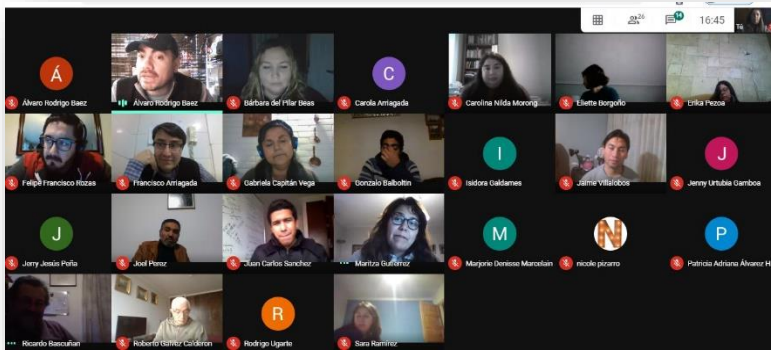 26
14
16:45
Tú
Á
Álvaro Rodrigo Baez
Álvaro Rodrigo Baez
Bárbara del Pilar Beas
C
Carola Arriagada
Carolina Nilda Morong
Eliette Borgoño
Erika Pezoa
Felipe Francisco Rozas
Francisco Arriagada
Gabriela Capitán Vega
Gonzalo Balboltin
I
Isidora Galdames
Jaime Villalobos
J
Jenny Urtubia Gamboa
J
Jerry Jesús Peña
Joel Perez
Juan Carlos Sanchez
Maritza Gutierrez
M
Marjorie Denisse Marcelain
N
nicole pizarro
P
Patricia Adriana Álvarez H
Ricardo Bascuñan
Roberto Galvez Calderon
R
Rodrigo Ugarte
Sara Ramirez